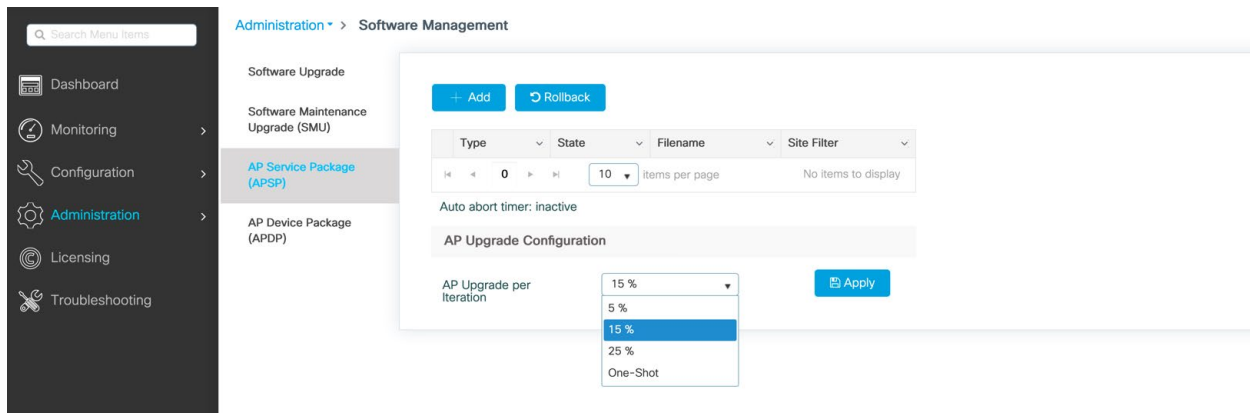 Search Menu Items
Dashboard
Monitoring
Configuration
Administration
Licensing
Troubleshooting
Administration > Software Management
Software Upgrade
Software Maintenance
Upgrade (SMU)
AP Service Package
(APSP)
AP Device Package
(APDP)
+ Add
Rollback
Type State Filename Site Filter
0 10 items per page No items to display
Auto abort timer: inactive
AP Upgrade Configuration
AP Upgrade per
Iteration
15 %
Apply
5 %
15 %
25 %
One-Shot